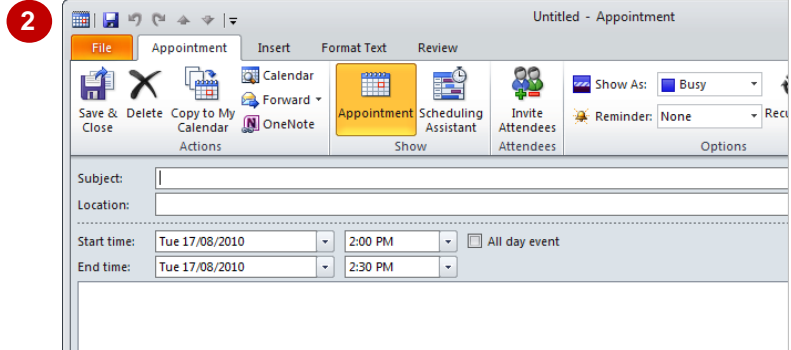 2
Untitled - Appointment
File Appointment Insert Format Text Review
Save & Close
Delete
Copy to My Calendar
Calendar
Forward
OneNote
Actions
Appointment
Scheduling Assistant
Show
Invite Attendees
Attendees
Show As: Busy
Reminder: None
Recu
Options
Subject:
Location:
Start time: Tue 17/08/2010 2:00 PM All day event
End time: Tue 17/08/2010 2:30 PM